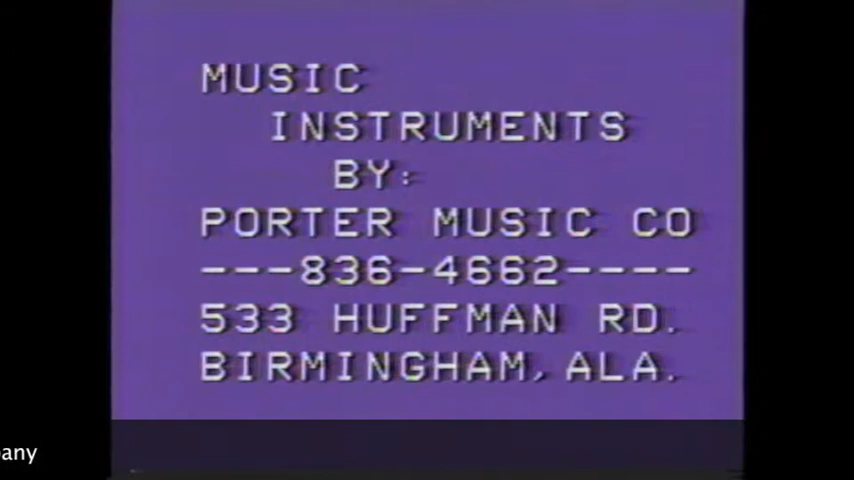 MUSIC
INSTRUMENTS
BY:
PORTER MUSIC CO
---836-4662----
533 HUFFMAN RD.
BIRMINGHAM, ALA.
any